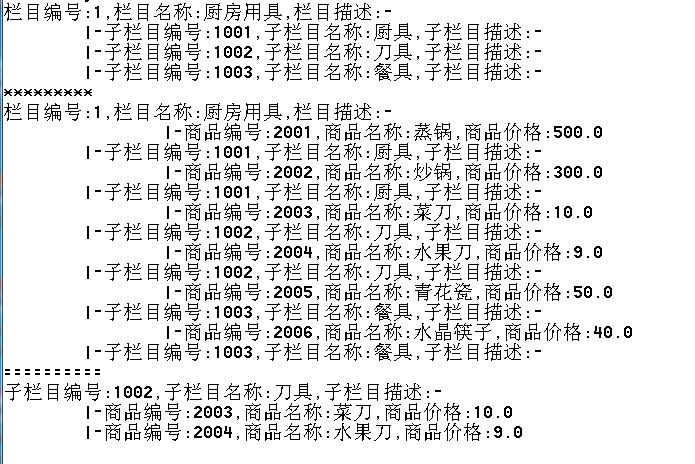 栏目编号:1,栏目名称:厨房用具,栏目描述:-
|-子栏目编号:1001,子栏目名称:厨具,子栏目描述:-
|-子栏目编号:1002,子栏目名称:刀具,子栏目描述:-
|-子栏目编号:1003,子栏目名称:餐具,子栏目描述:-
*********
栏目编号:1,栏目名称:厨房用具,栏目描述:-
|-商品编号:2001,商品名称:蒸锅,商品价格:500.0
|-子栏目编号:1001,子栏目名称:厨具,子栏目描述:-
|-商品编号:2002,商品名称:炒锅,商品价格:300.0
|-子栏目编号:1001,子栏目名称:厨具,子栏目描述:-
|-商品编号:2003,商品名称:菜刀,商品价格:10.0
|-子栏目编号:1002,子栏目名称:刀具,子栏目描述:-
|-商品编号:2004,商品名称:水果刀,商品价格:9.0
|-子栏目编号:1002,子栏目名称:刀具,子栏目描述:-
|-商品编号:2005,商品名称:青花瓷,商品价格:50.0
|-子栏目编号:1003,子栏目名称:餐具,子栏目描述:-
|-商品编号:2006,商品名称:水晶筷子,商品价格:40.0
|-子栏目编号:1003,子栏目名称:餐具,子栏目描述:-
==========
子栏目编号:1002,子栏目名称:刀具,子栏目描述:-
|-商品编号:2003,商品名称:菜刀,商品价格:10.0
|-商品编号:2004,商品名称:水果刀,商品价格:9.0